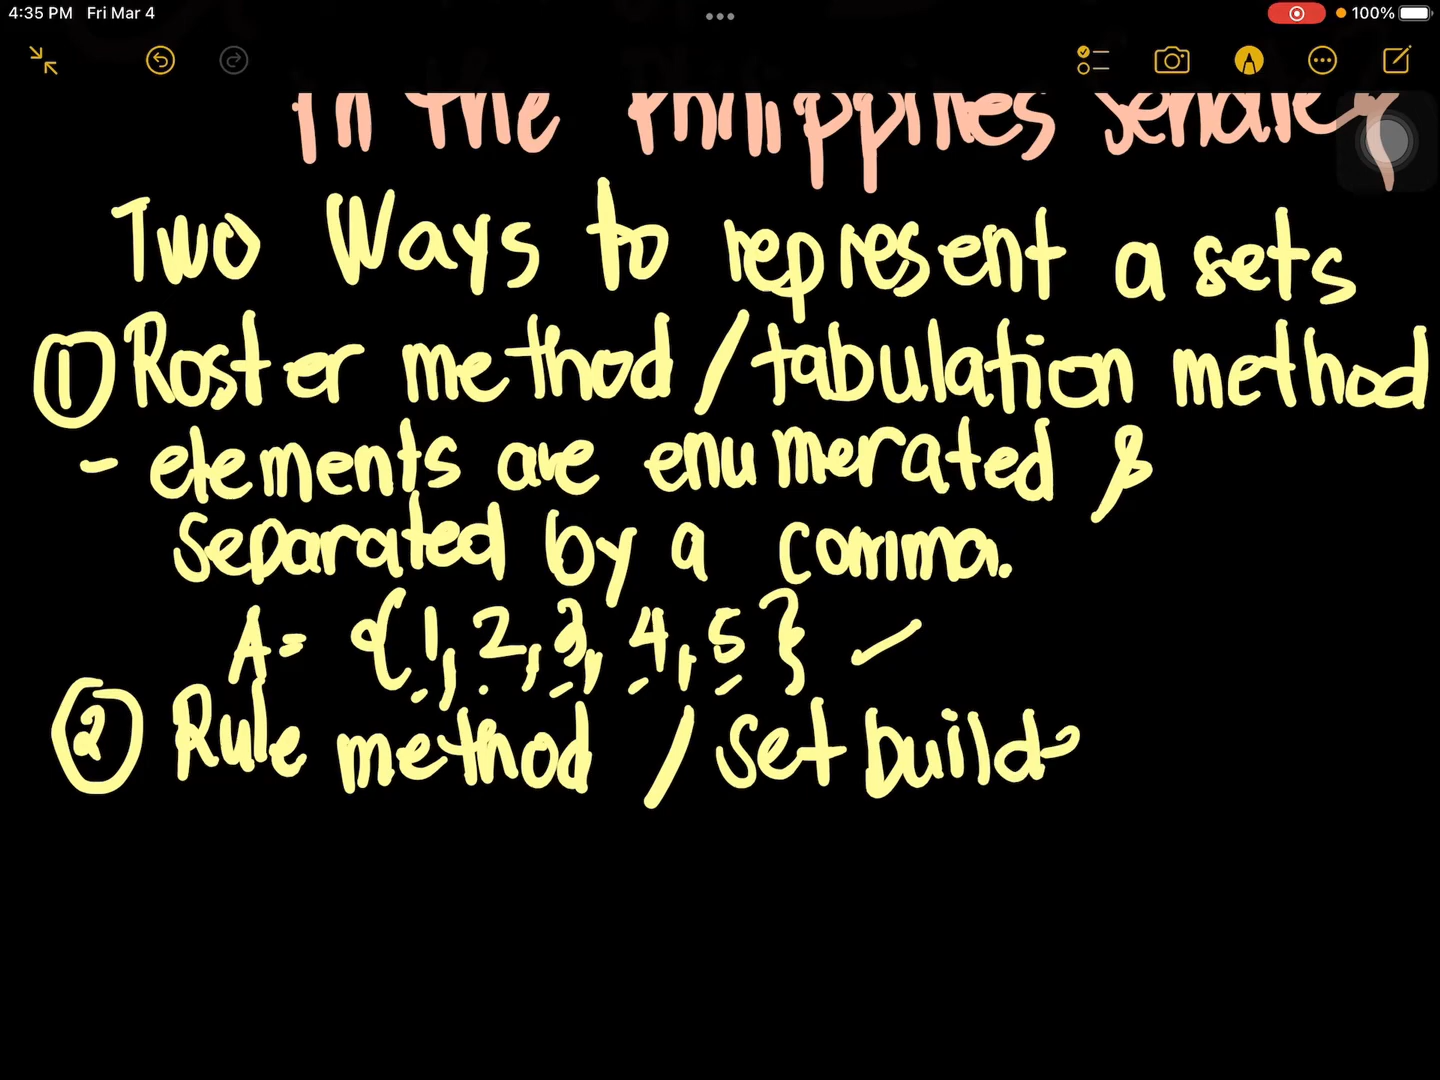 4:35 PM Fri Mar 4 100%
in the Philippines senate
Two Ways to represent a sets
① Roster method / tabulation method
- elements are enumerated &
separated by a comma.
A = {1, 2, 3, 4, 5} ✓
② Rule method / set build